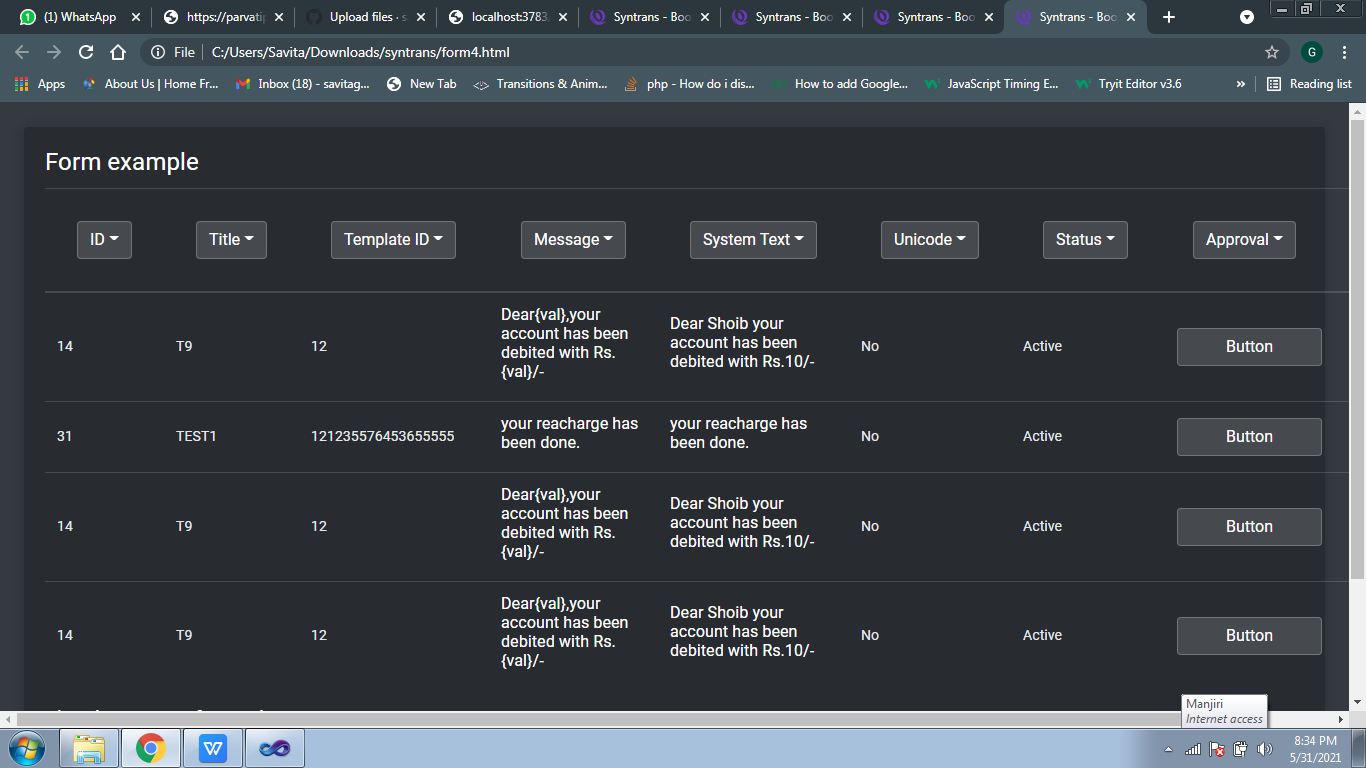 (1) WhatsApp
https://parvatip
Upload files · s
localhost:3783
Syntrans - Boo
Syntrans - Boo
Syntrans - Boo
Syntrans - Boo
File C:/Users/Savita/Downloads/syntrans/form4.html
G
Apps
About Us | Home Fr...
Inbox (18) - savitag...
New Tab
Transitions & Anim...
php - How do i dis...
How to add Google...
JavaScript Timing E...
Tryit Editor v3.6
»
Reading list
Form example
ID Title Template ID Message System Text Unicode Status Approval
14
T9
12
Dear{val},your
account has been
debited with Rs.
{val}/-
Dear Shoib your
account has been
debited with Rs.10/-
No
Active
Button
31
TEST1
121235576453655555
your reacharge has
been done.
your reacharge has
been done.
No
Active
Button
14
T9
12
Dear{val},your
account has been
debited with Rs.
{val}/-
Dear Shoib your
account has been
debited with Rs.10/-
No
Active
Button
14
T9
12
Dear{val},your
account has been
debited with Rs.
{val}/-
Dear Shoib your
account has been
debited with Rs.10/-
No
Active
Button
Manjiri
Internet access
W
8:34 PM
5/31/2021